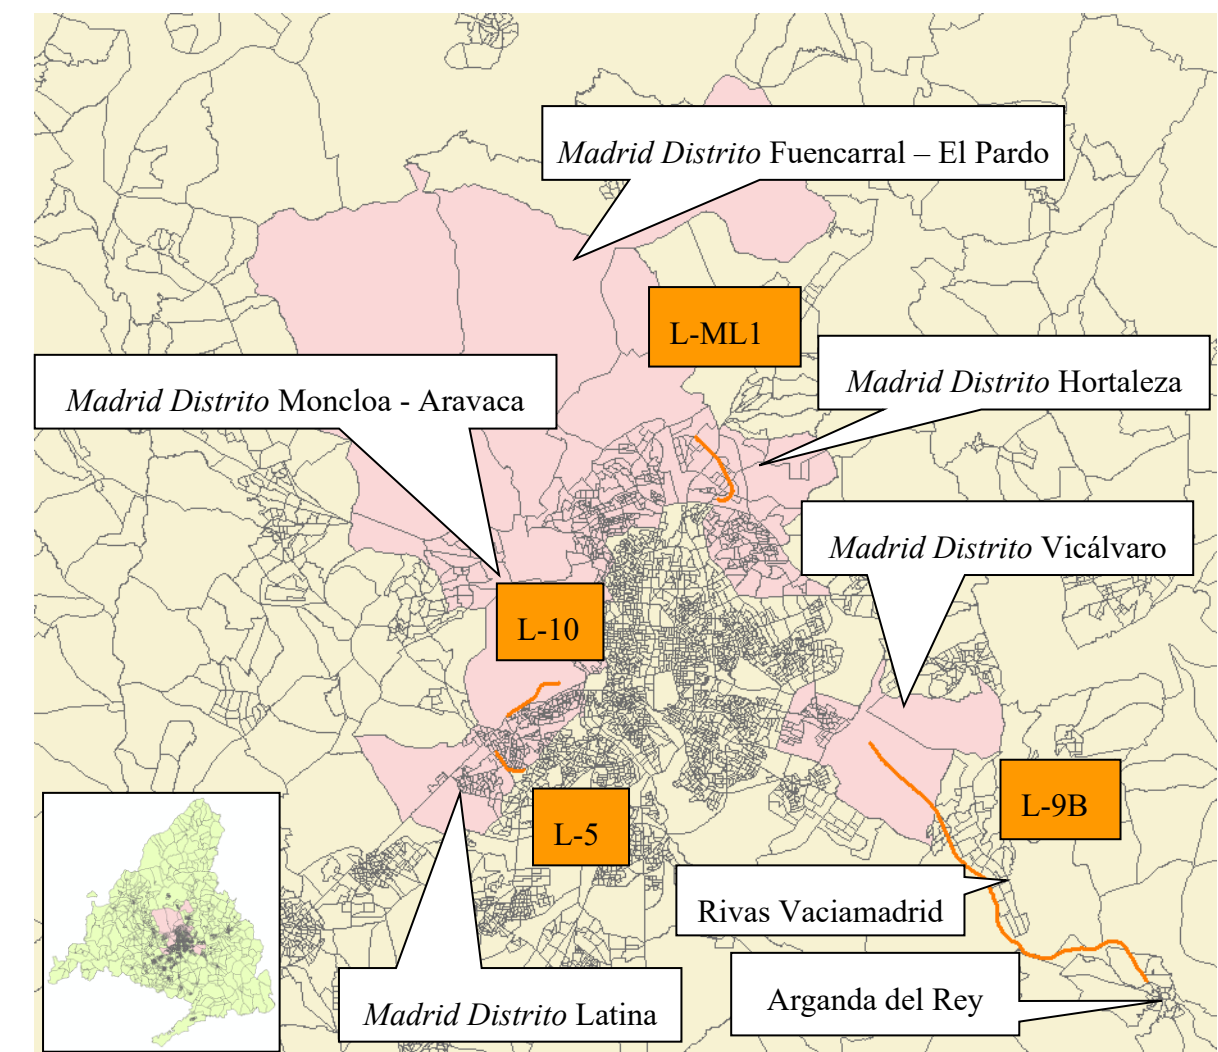 Madrid Distrito Fuencarral – El Pardo
L-ML1
Madrid Distrito Hortaleza
Madrid Distrito Moncloa - Aravaca
Madrid Distrito Vicálvaro
L-10
L-9B
L-5
Rivas Vaciamadrid
Arganda del Rey
Madrid Distrito Latina